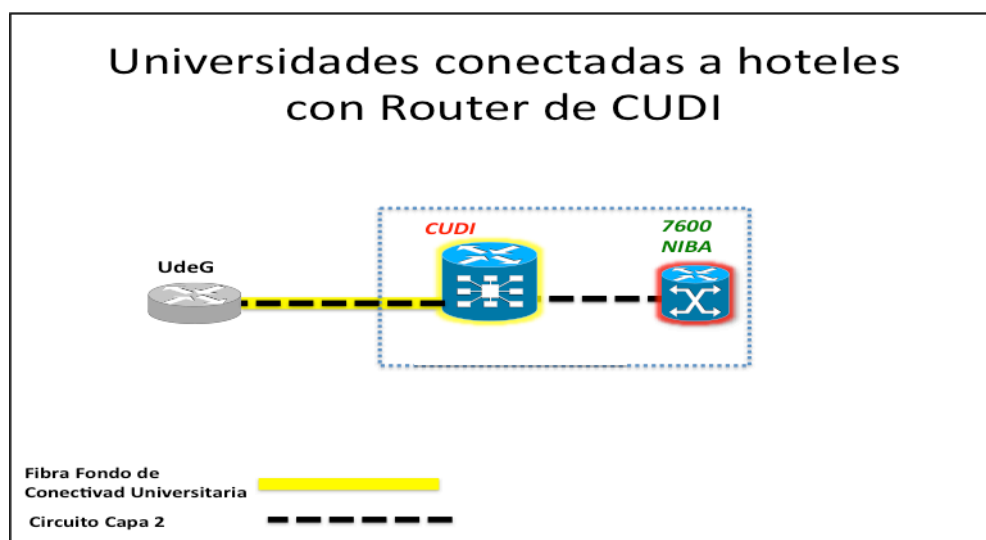 Universidades conectadas a hoteles
con Router de CUDI
CUDI
7600
NIBA
UdeG
Fibra Fondo de
Conectivad Universitaria
Circuito Capa 2